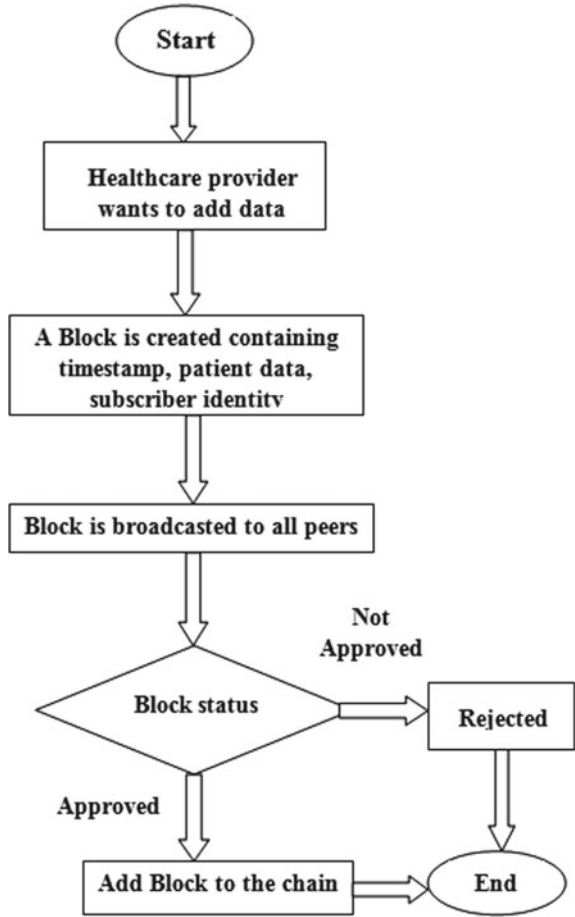 Start
Healthcare provider
wants to add data
A Block is created containing
timestamp, patient data,
subscriber identity
Block is broadcasted to all peers
Not
Approved
Block status
Rejected
Approved
Add Block to the chain
End